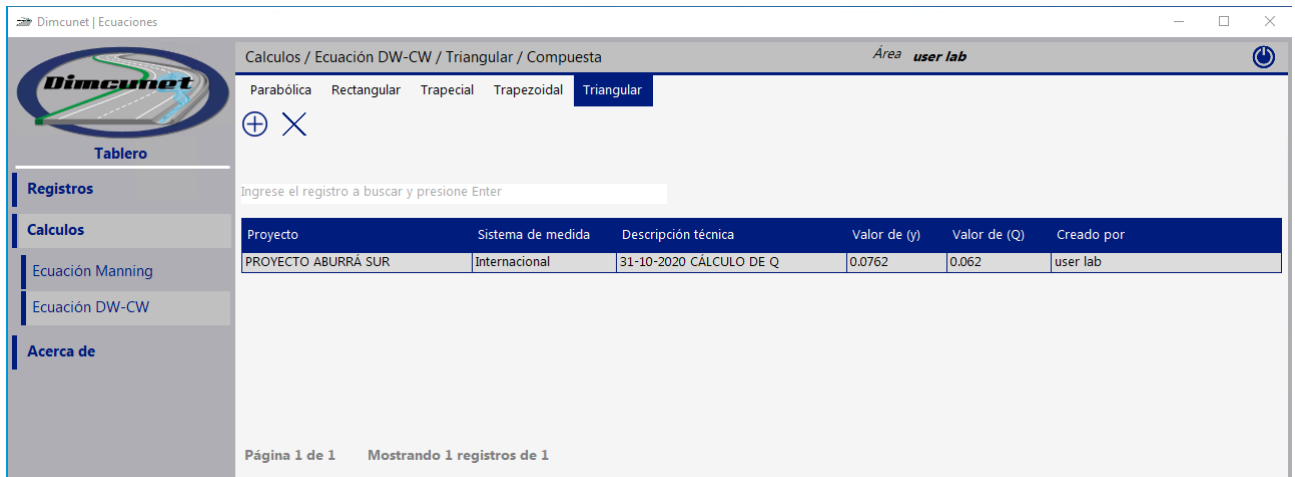 Dimcunet | Ecuaciones
Dimcunet
Tablero
Registros
Calculos
Ecuación Manning
Ecuación DW-CW
Acerca de
Calculos / Ecuación DW-CW / Triangular / Compuesta Área user lab
Parabólica Rectangular Trapecial Trapezoidal Triangular
Ingrese el registro a buscar y presione Enter
Proyecto Sistema de medida Descripción técnica Valor de (y) Valor de (Q) Creado por
PROYECTO ABURRÁ SUR Internacional 31-10-2020 CÁLCULO DE Q 0.0762 0.062 user lab
Página 1 de 1 Mostrando 1 registros de 1